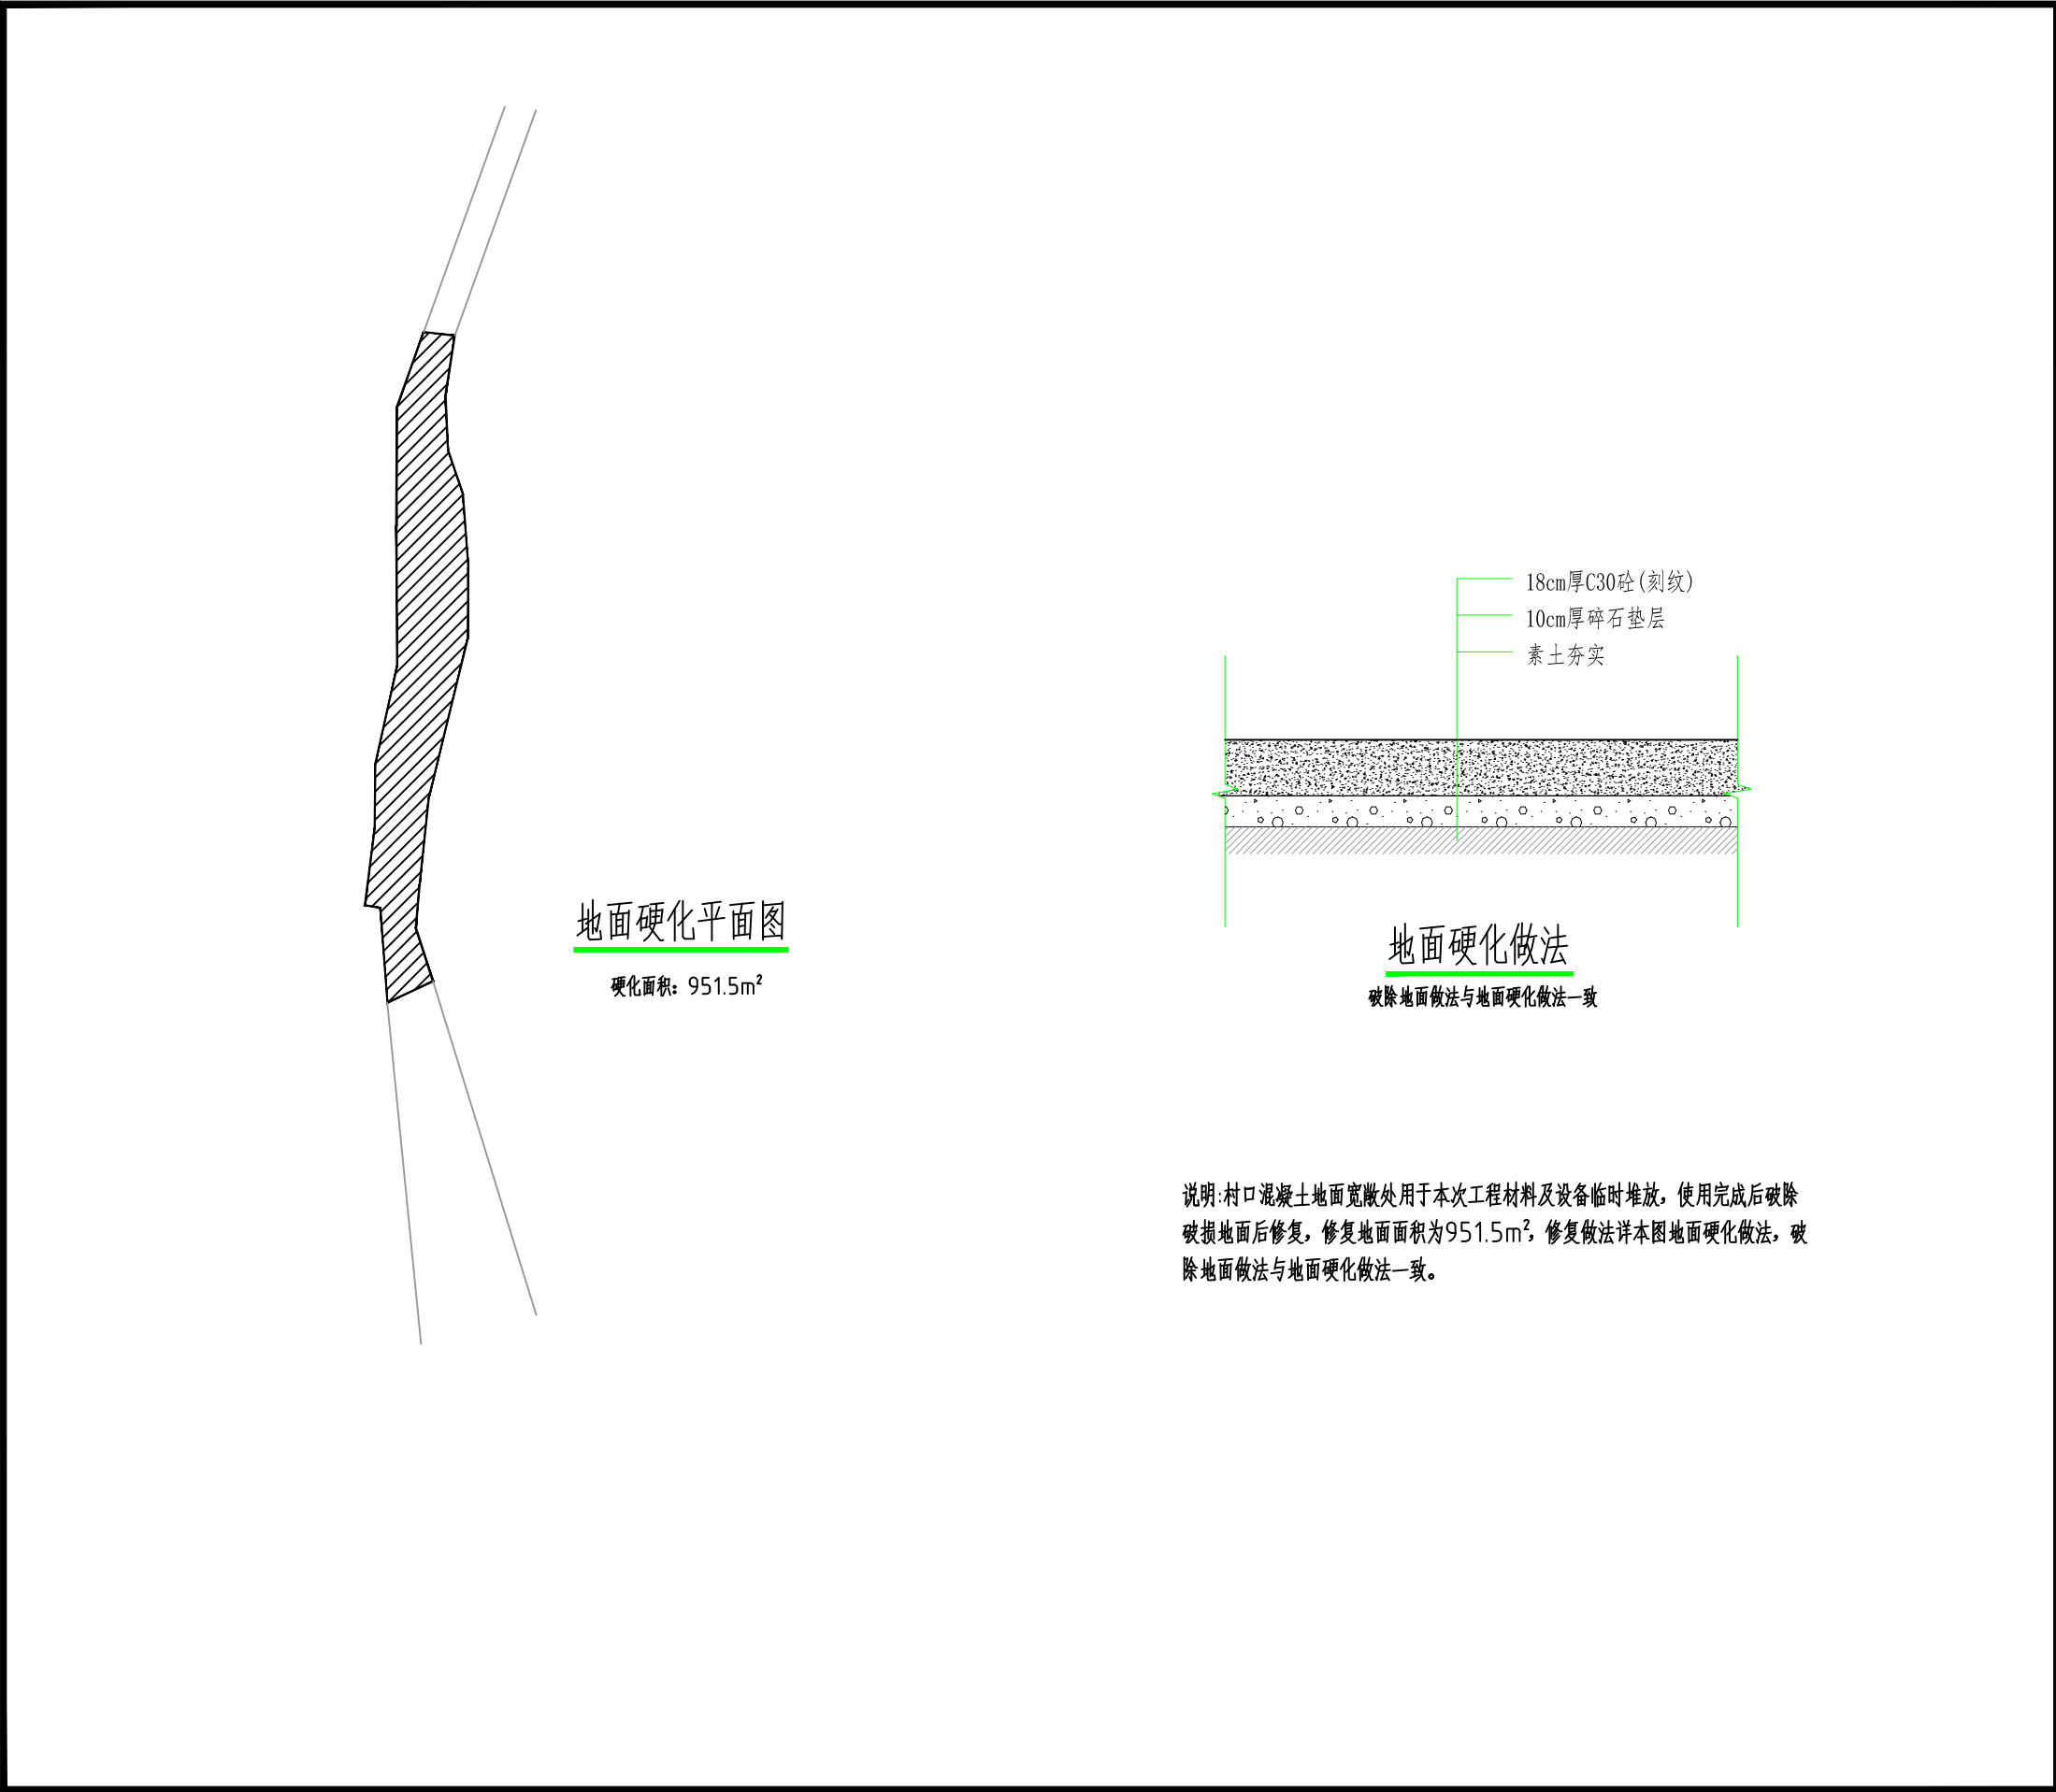 地面硬化平面图
硬化面积：951.5m²
18cm厚C30砼(刻纹)
10cm厚碎石垫层
素土夯实
地面硬化做法
破除地面做法与地面硬化做法一致
说明:村口混凝土地面宽敞处用于本次工程材料及设备临时堆放，使用完成后破除
破损地面后修复，修复地面面积为951.5m²，修复做法详本图地面硬化做法，破
除地面做法与地面硬化做法一致。